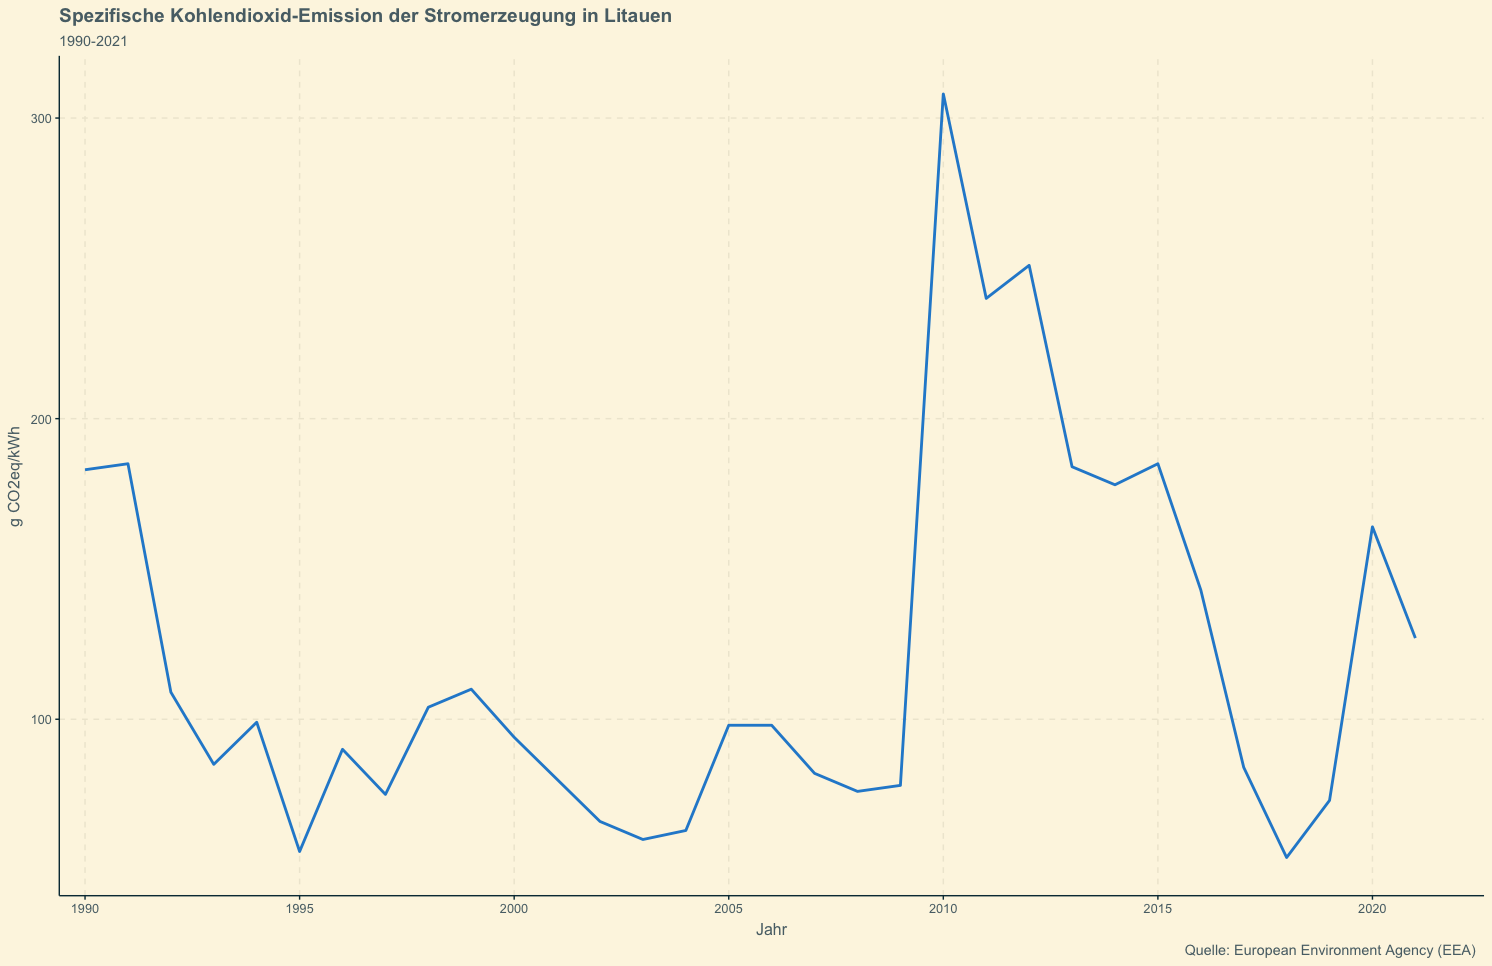 Spezifische Kohlendioxid-Emission der Stromerzeugung in Litauen
1990-2021
g CO2eq/kWh
300
200
100
1990 1995 2000 2005 2010 2015 2020
Jahr
Quelle: European Environment Agency (EEA)